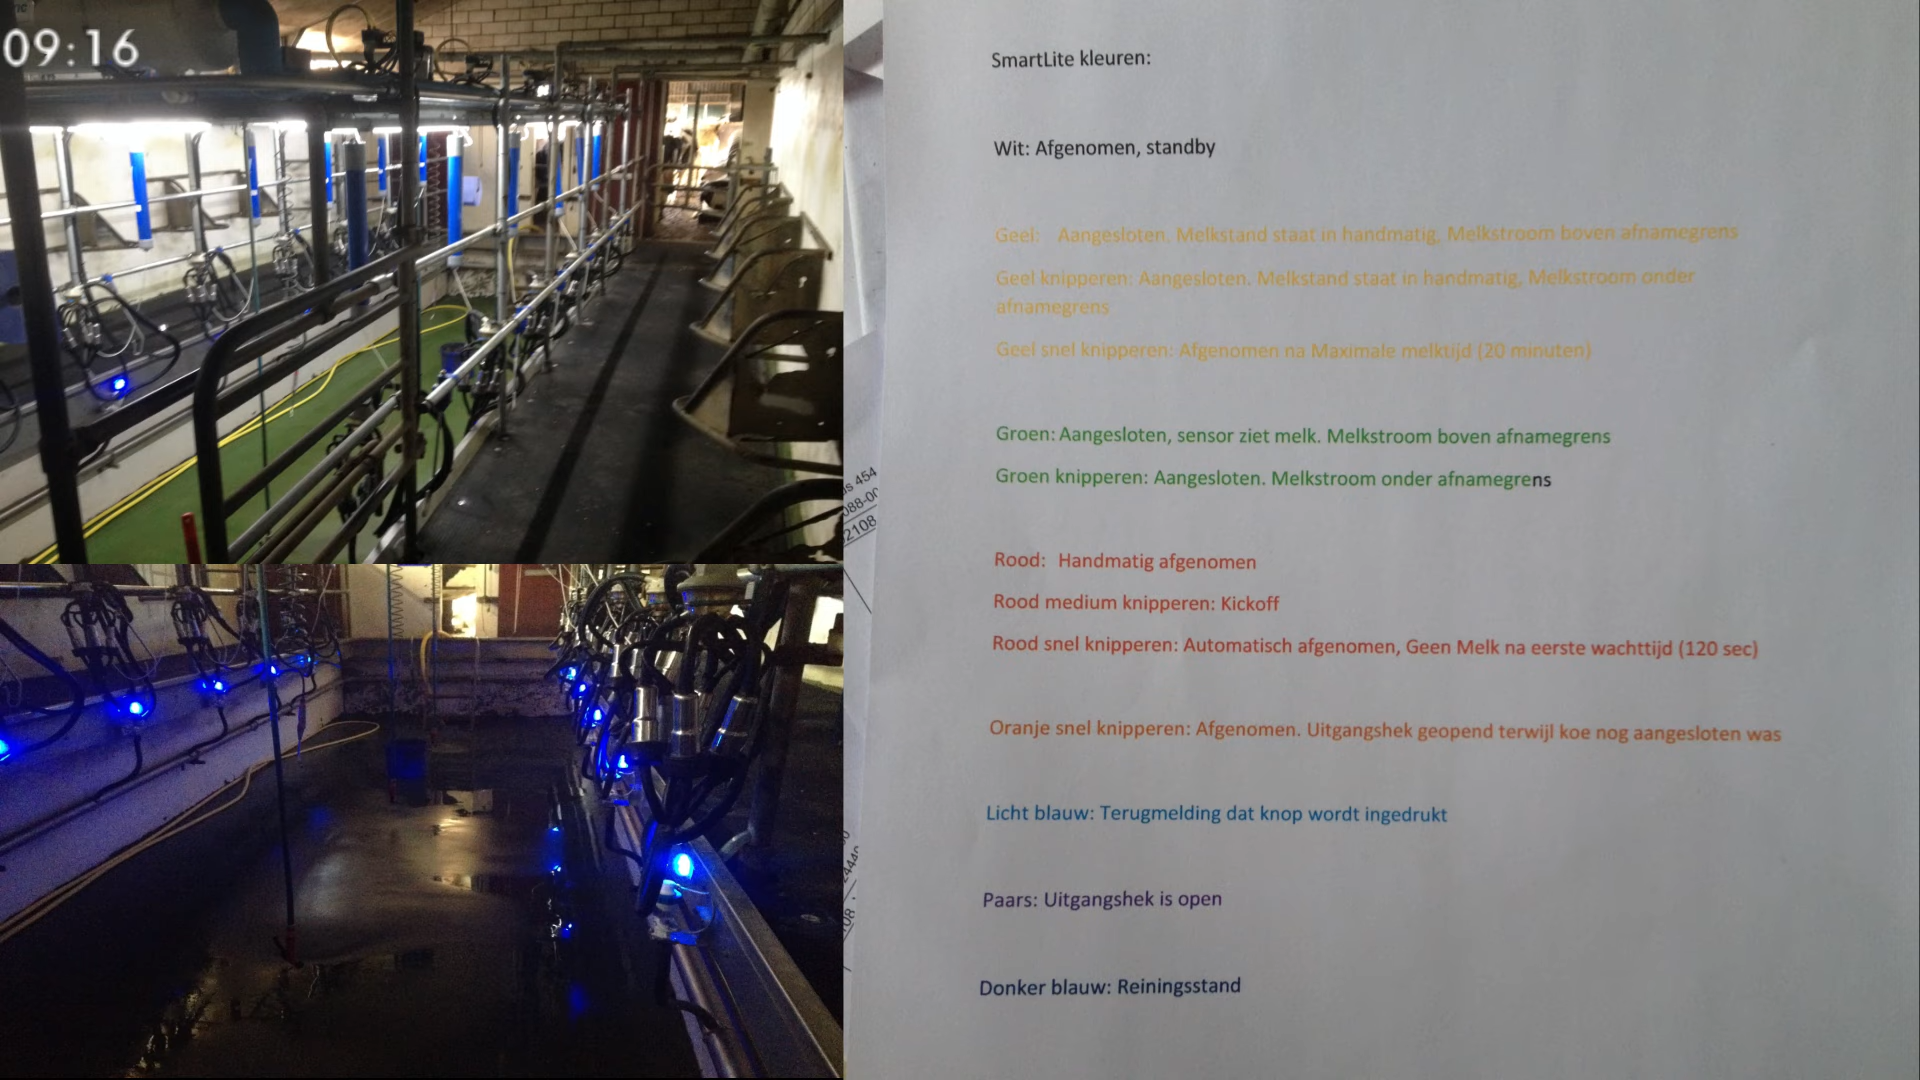 09:16
SmartLite kleuren:
Wit: Afgenomen, standby
Geel: Aangesloten. Melkstand staat in handmatig, Melkstroom boven afnamegrens
Geel knipperen: Aangesloten. Melkstand staat in handmatig, Melkstroom onder
afnamegrens
Geel snel knipperen: Afgenomen na Maximale melktijd (20 minuten)
Groen: Aangesloten, sensor ziet melk. Melkstroom boven afnamegrens
Groen knipperen: Aangesloten. Melkstroom onder afnamegrens
Rood: Handmatig afgenomen
Rood medium knipperen: Kickoff
Rood snel knipperen: Automatisch afgenomen, Geen Melk na eerste wachttijd (120 sec)
Oranje snel knipperen: Afgenomen. Uitgangshek geopend terwijl koe nog aangesloten was
Licht blauw: Terugmelding dat knop wordt ingedrukt
Paars: Uitgangshek is open
Donker blauw: Reiningsstand
454
2108